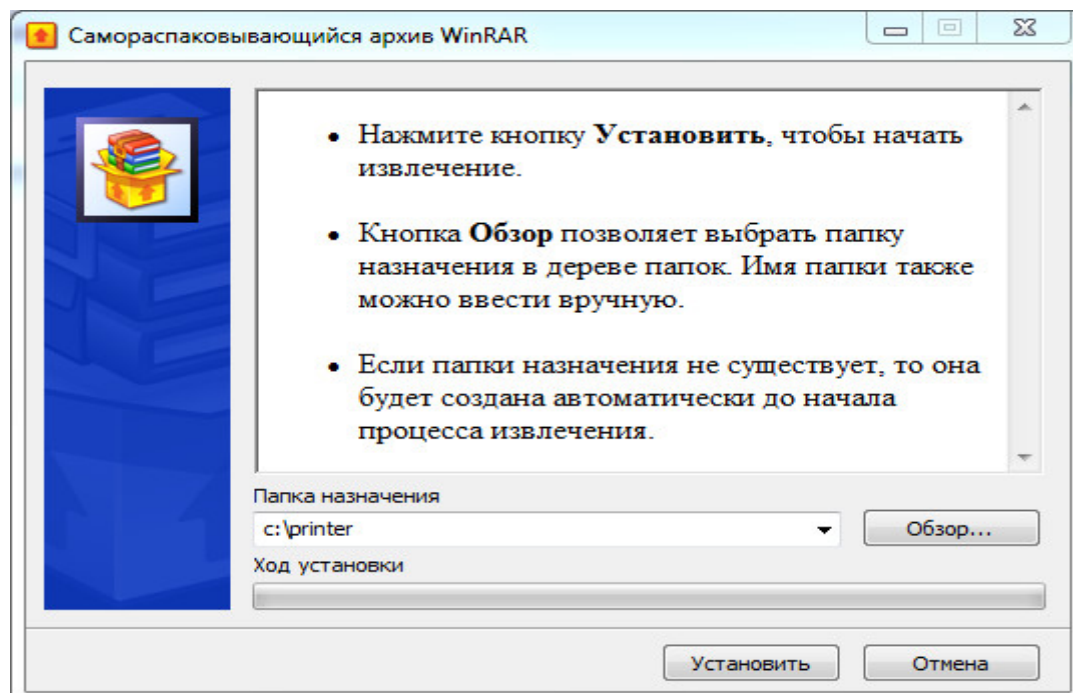 Самораспаковывающийся архив WinRAR
• Нажмите кнопку Установить, чтобы начать
извлечение.
• Кнопка Обзор позволяет выбрать папку
назначения в дереве папок. Имя папки также
можно ввести вручную.
• Если папки назначения не существует, то она
будет создана автоматически до начала
процесса извлечения.
Папка назначения
c:\printer
Обзор...
Ход установки
Установить
Отмена